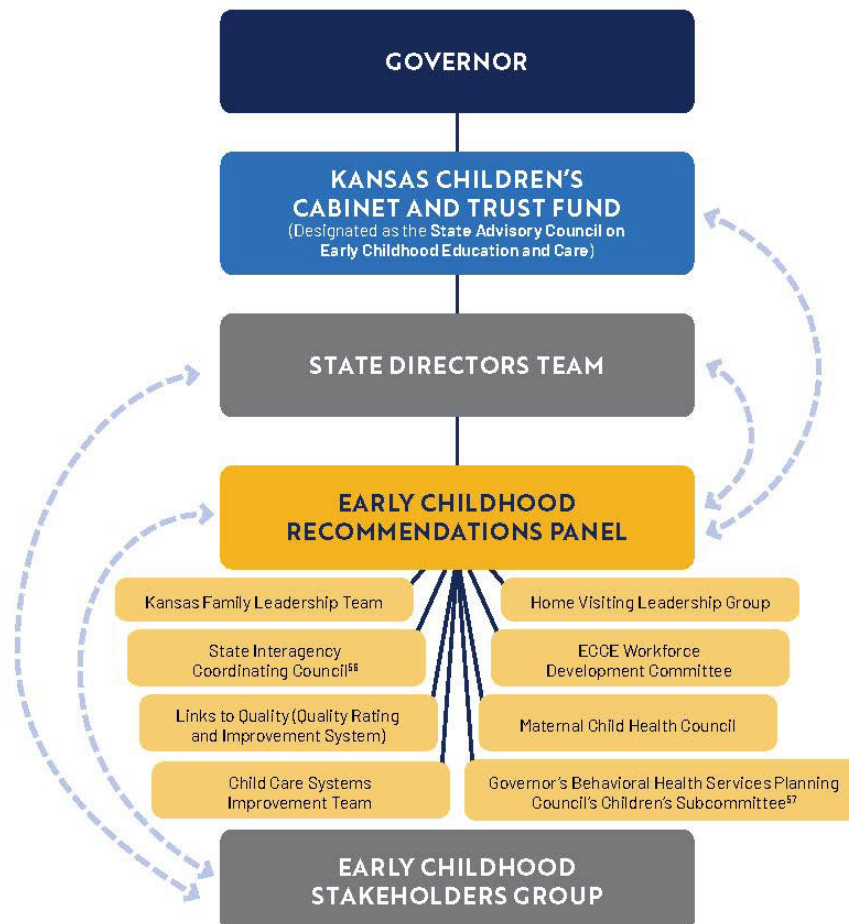 GOVERNOR
KANSAS CHILDREN'S
CABINET AND TRUST FUND
(Designated as the State Advisory Council on
Early Childhood Education and Care)
STATE DIRECTORS TEAM
EARLY CHILDHOOD
RECOMMENDATIONS PANEL
Kansas Family Leadership Team
Home Visiting Leadership Group
State Interagency
Coordinating Council⁵⁶
ECCE Workforce
Development Committee
Links to Quality (Quality Rating
and Improvement System)
Maternal Child Health Council
Child Care Systems
Improvement Team
Governor's Behavioral Health Services Planning
Council's Children's Subcommittee⁵⁷
EARLY CHILDHOOD
STAKEHOLDERS GROUP